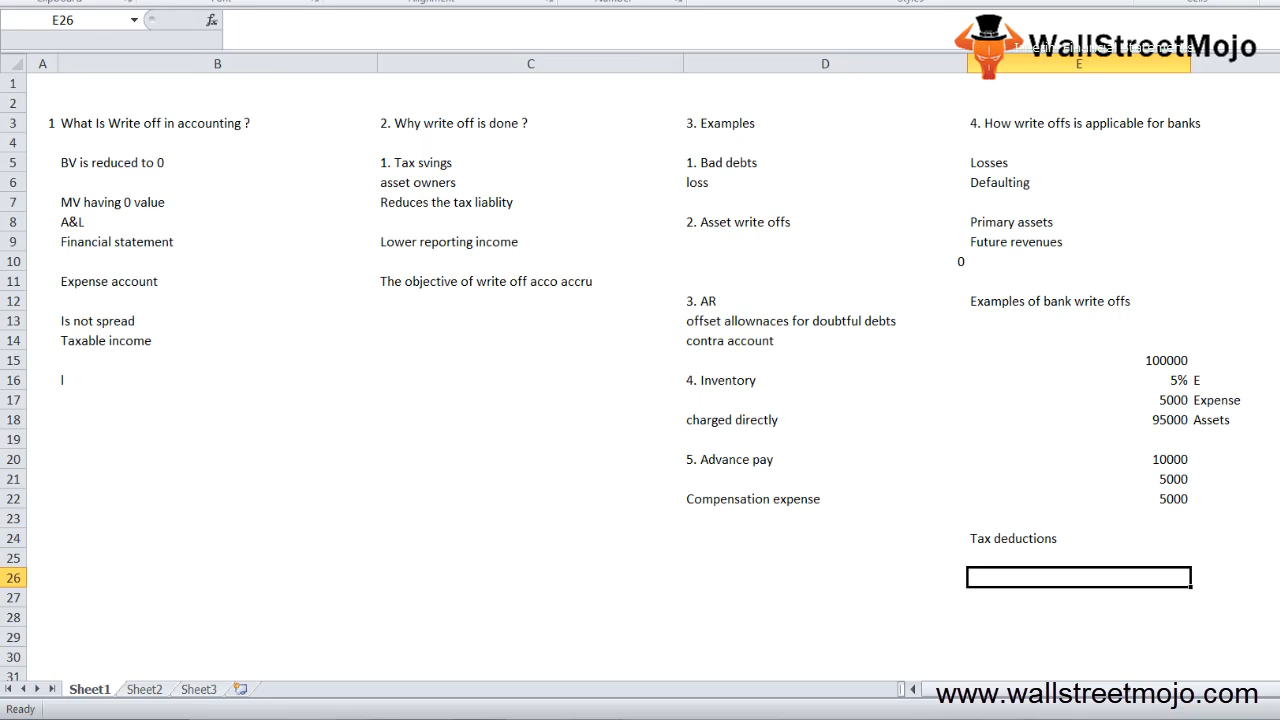 E26
fx
WallStreetMojo
Interim Financial Statements
A B C D E
1
2
3 1 What Is Write off in accounting ? 2. Why write off is done ? 3. Examples 4. How write offs is applicable for banks
4
5 BV is reduced to 0 1. Tax svings 1. Bad debts Losses
6 asset owners loss Defaulting
7 MV having 0 value Reduces the tax liablity
8 A&L 2. Asset write offs Primary assets
9 Financial statement Lower reporting income Future revenues
10 0
11 Expense account The objective of write off acco accru
12 3. AR Examples of bank write offs
13 Is not spread offset allownaces for doubtful debts
14 Taxable income contra account
15 100000
16 l 4. Inventory 5% E
17 5000 Expense
18 charged directly 95000 Assets
19
20 5. Advance pay 10000
21 5000
22 Compensation expense 5000
23
24 Tax deductions
25
26
27
28
29
30
31
Sheet1 Sheet2 Sheet3
www.wallstreetmojo.com
Ready